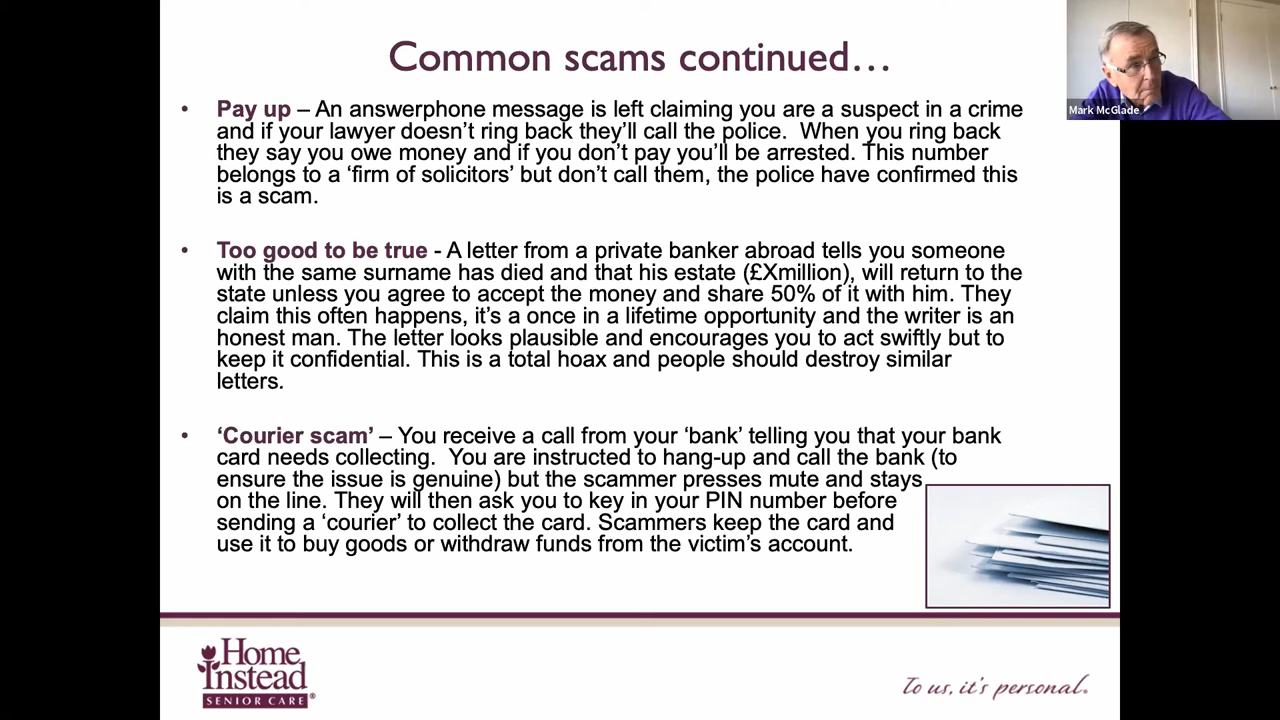 Common scams continued…
Mark McGlade
• Pay up – An answerphone message is left claiming you are a suspect in a crime
and if your lawyer doesn’t ring back they’ll call the police.  When you ring back
they say you owe money and if you don’t pay you’ll be arrested. This number
belongs to a ‘firm of solicitors’ but don’t call them, the police have confirmed this
is a scam.
• Too good to be true - A letter from a private banker abroad tells you someone
with the same surname has died and that his estate (£Xmillion), will return to the
state unless you agree to accept the money and share 50% of it with him. They
claim this often happens, it’s a once in a lifetime opportunity and the writer is an
honest man. The letter looks plausible and encourages you to act swiftly but to
keep it confidential. This is a total hoax and people should destroy similar
letters.
• ‘Courier scam’ – You receive a call from your ‘bank’ telling you that your bank
card needs collecting.  You are instructed to hang-up and call the bank (to
ensure the issue is genuine) but the scammer presses mute and stays
on the line. They will then ask you to key in your PIN number before
sending a ‘courier’ to collect the card. Scammers keep the card and
use it to buy goods or withdraw funds from the victim’s account.
Home
Instead
SENIOR CARE®
To us, it’s personal.